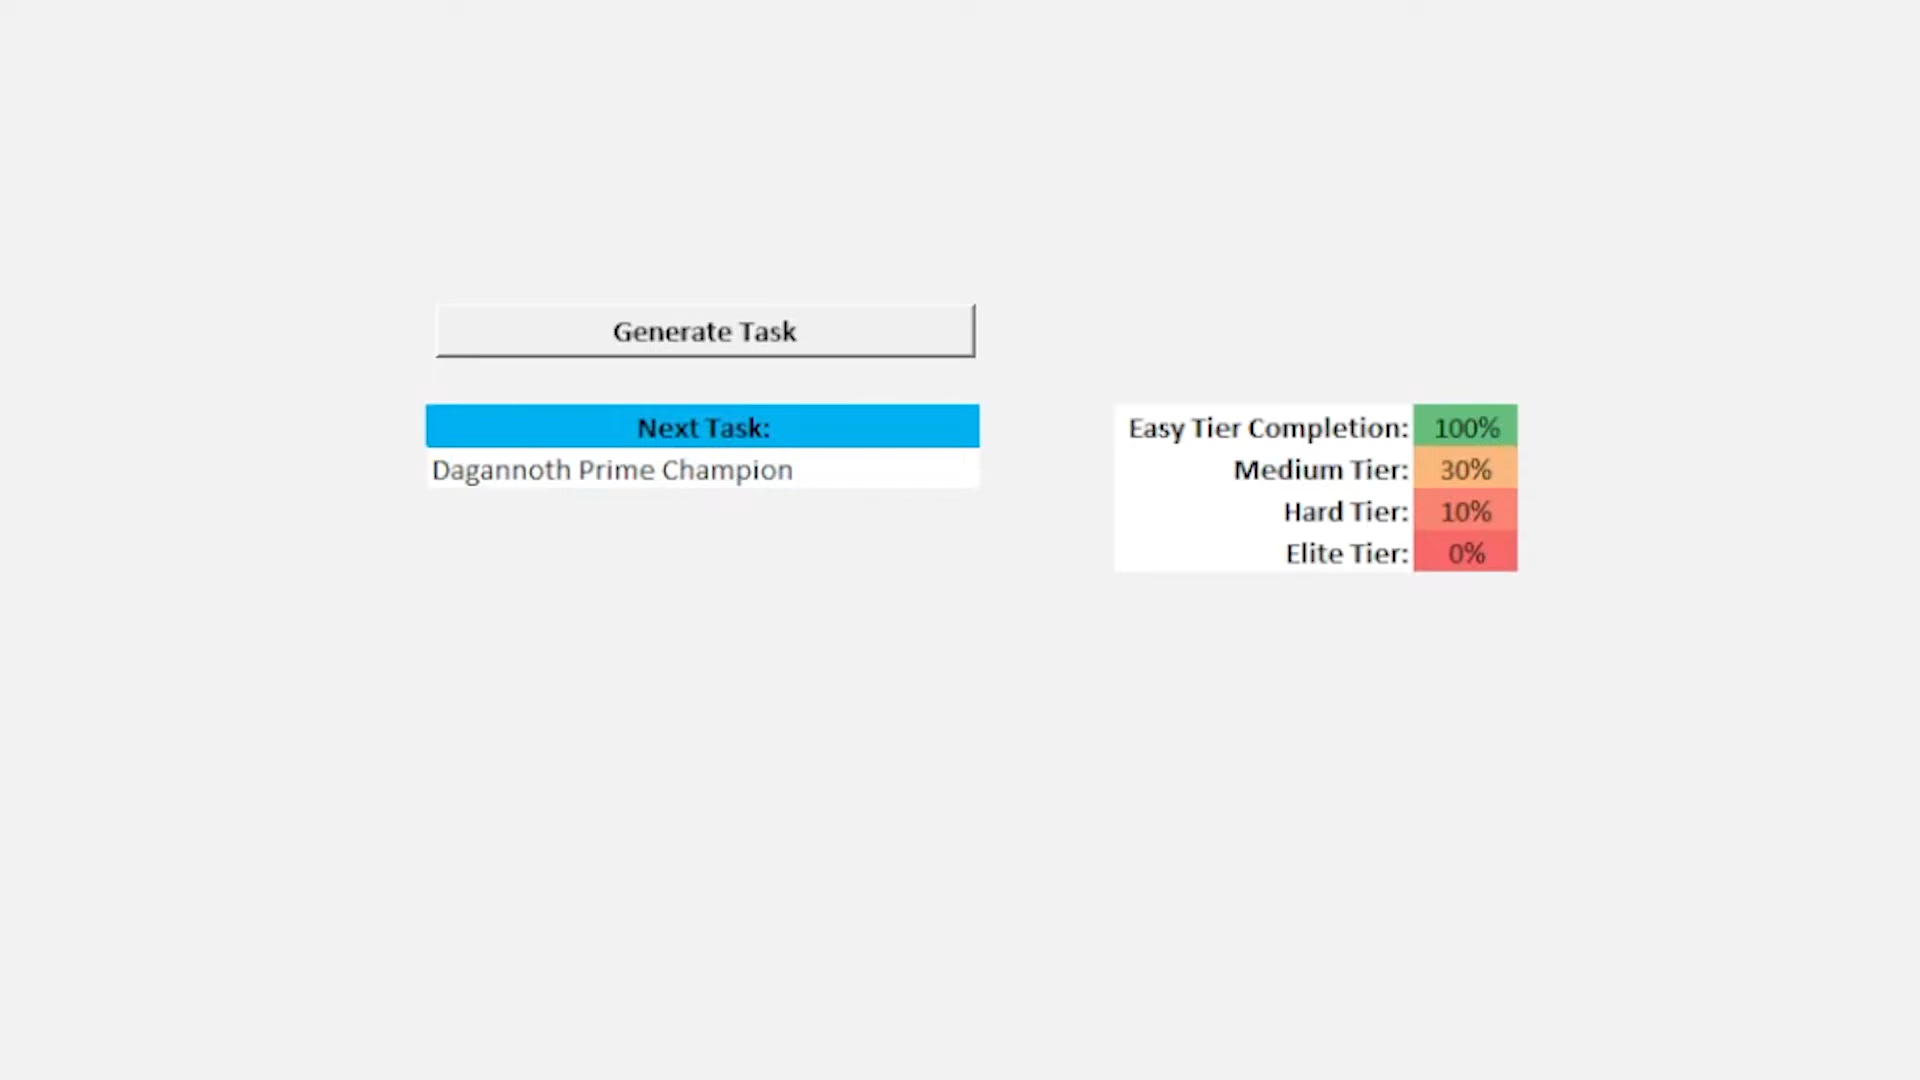 Generate Task
Next Task:
Dagannoth Prime Champion
Easy Tier Completion: 100%
Medium Tier: 30%
Hard Tier: 10%
Elite Tier: 0%